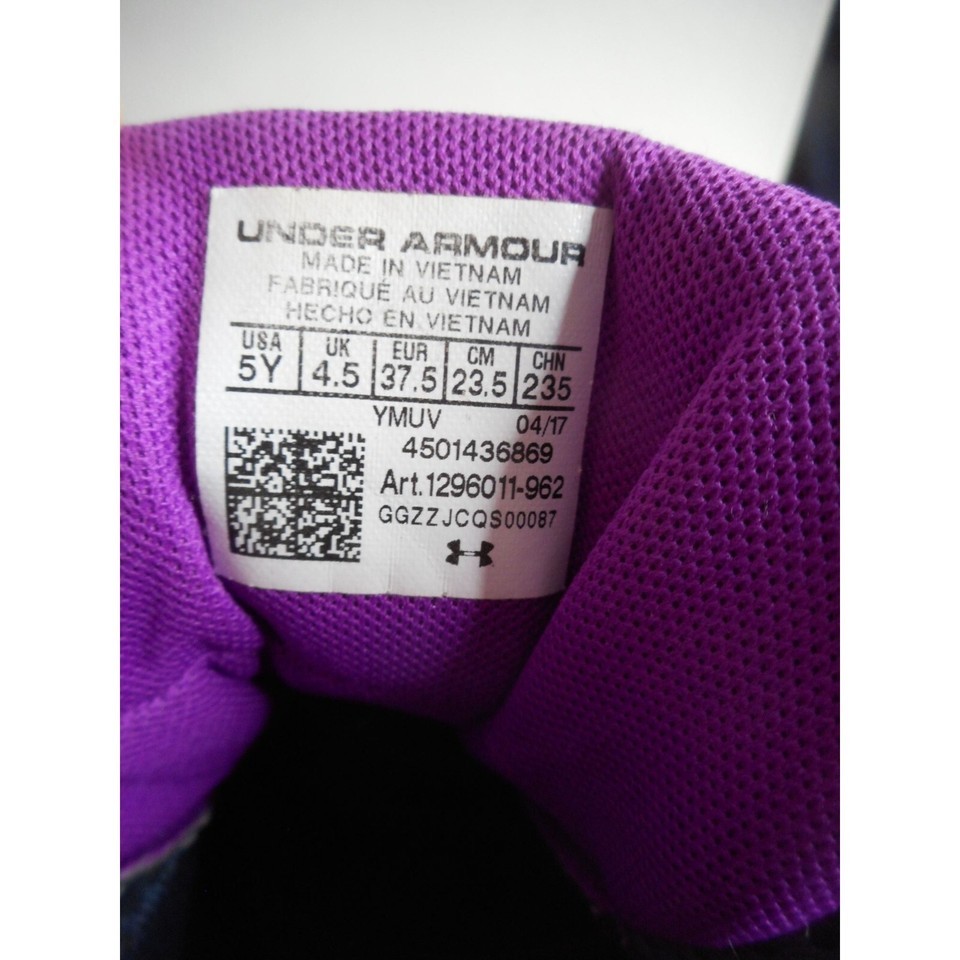 UNDER ARMOUR
MADE IN VIETNAM
FABRIQUÉ AU VIETNAM
HECHO EN VIETNAM
USA UK EUR CM CHN
5Y 4.5 37.5 23.5 235
YMUV 04/17
4501436869
Art.1296011-962
GGZZJCQS00087